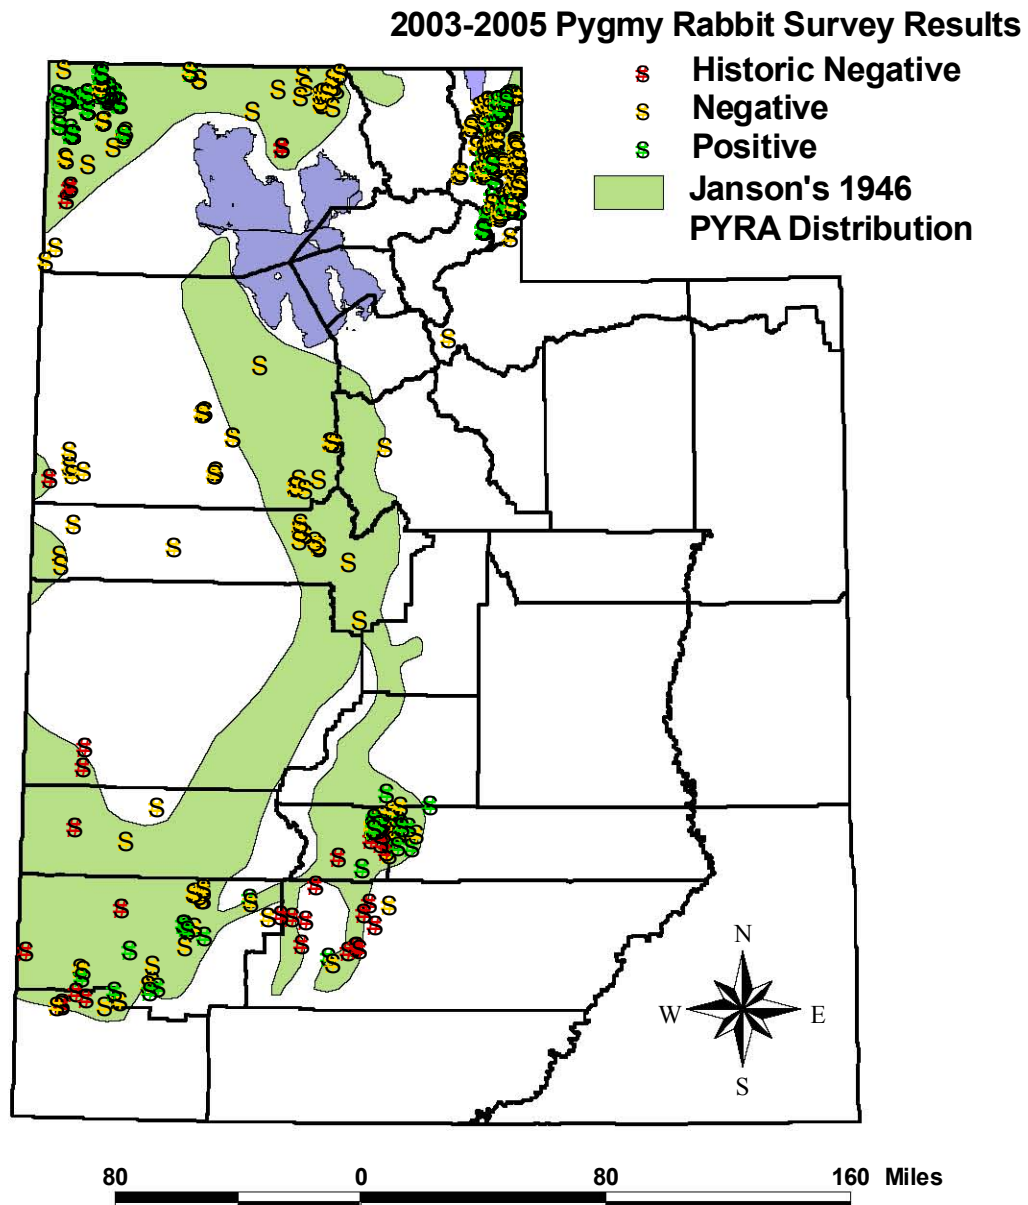 2003-2005 Pygmy Rabbit Survey Results
Historic Negative
Negative
Positive
Janson's 1946
PYRA Distribution
N
W
E
S
80 0 80 160 Miles